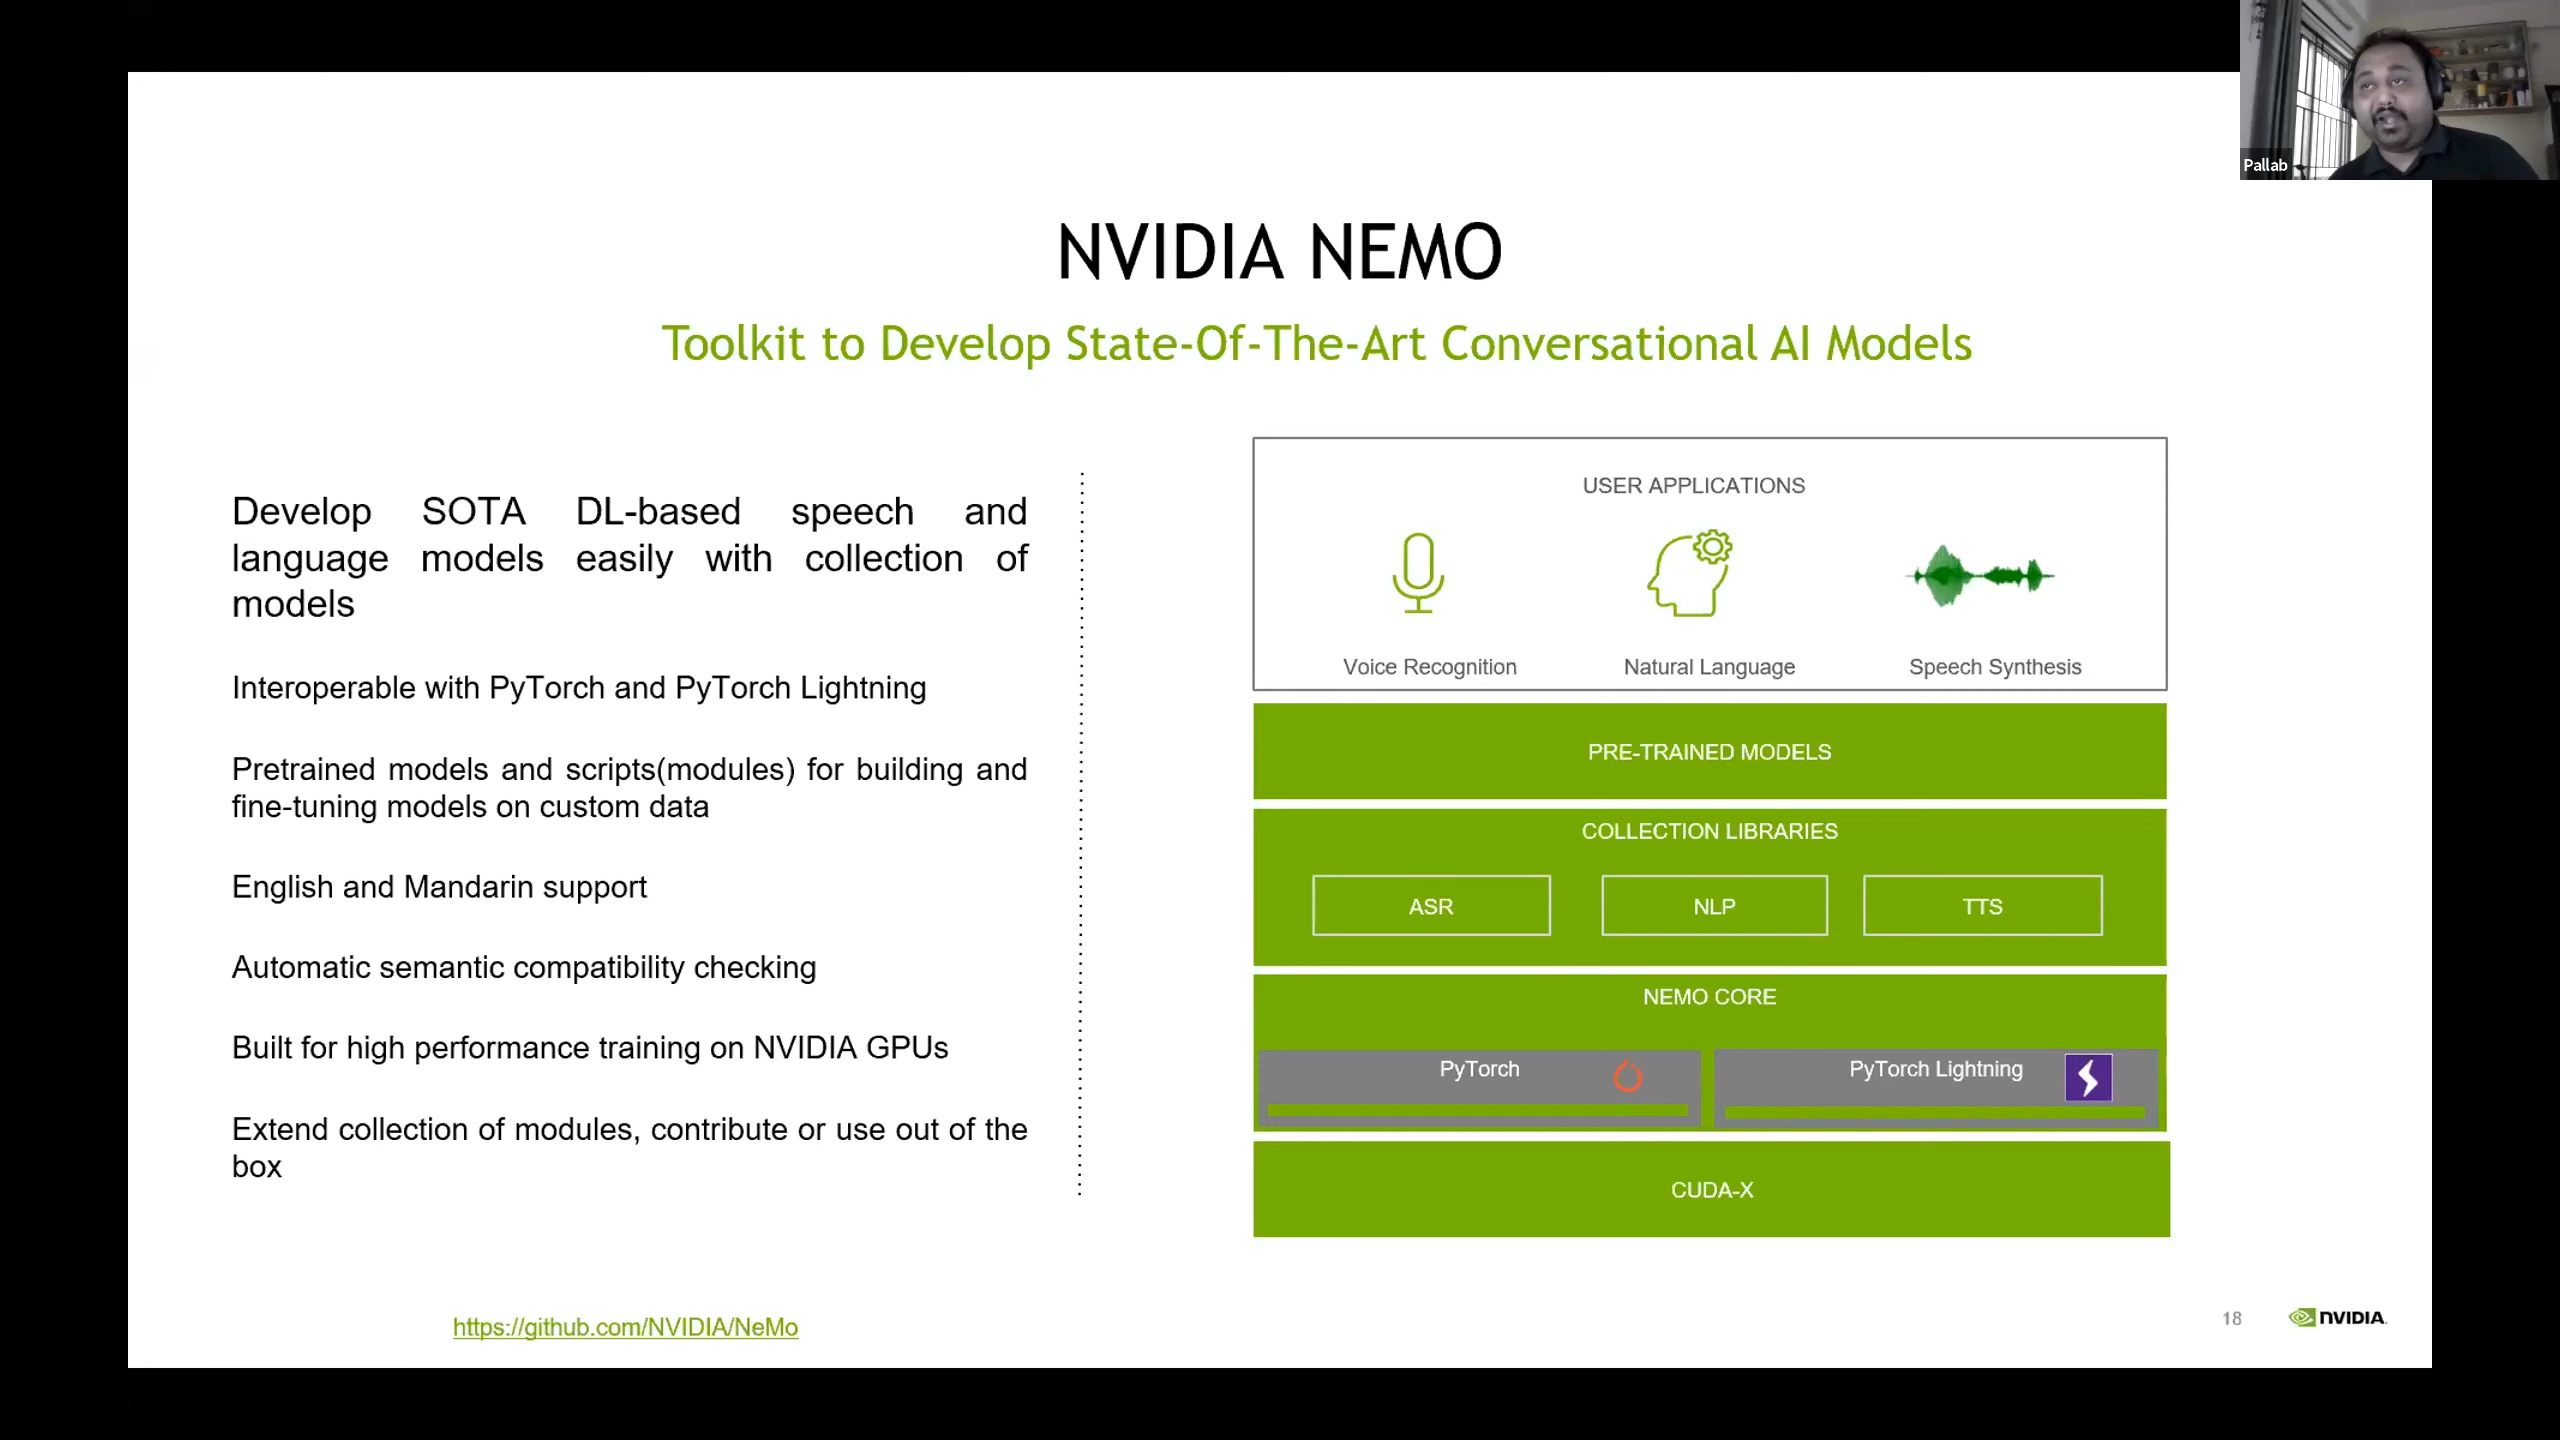 Pallab
NVIDIA NEMO
Toolkit to Develop State-Of-The-Art Conversational AI Models
Develop SOTA DL-based speech and
language models easily with collection of
models
Interoperable with PyTorch and PyTorch Lightning
Pretrained models and scripts(modules) for building and
fine-tuning models on custom data
English and Mandarin support
Automatic semantic compatibility checking
Built for high performance training on NVIDIA GPUs
Extend collection of modules, contribute or use out of the
box
https://github.com/NVIDIA/NeMo
USER APPLICATIONS
Voice Recognition
Natural Language
Speech Synthesis
PRE-TRAINED MODELS
COLLECTION LIBRARIES
ASR
NLP
TTS
NEMO CORE
PyTorch
PyTorch Lightning
CUDA-X
18
NVIDIA.